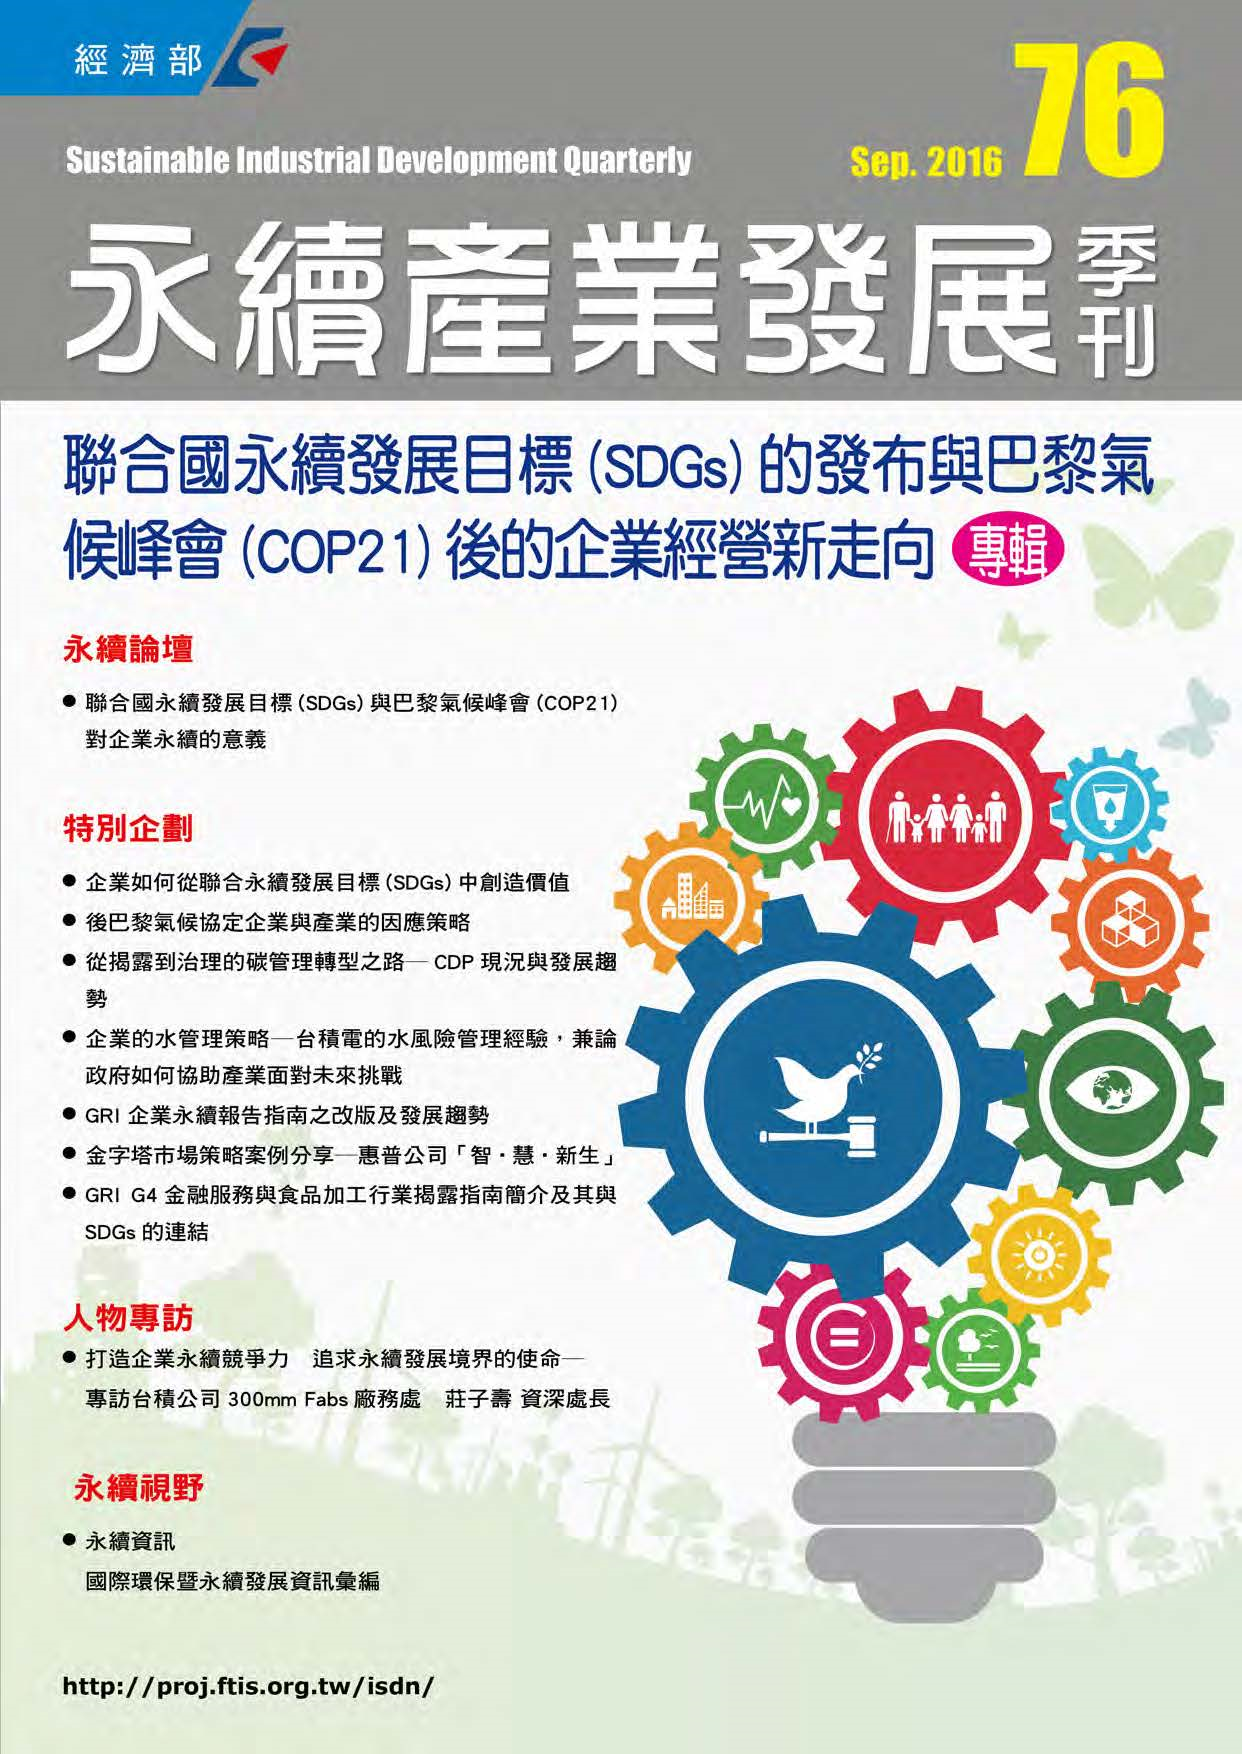 經濟部
76
Sustainable Industrial Development Quarterly
Sep. 2016
永續產業發展季刊
聯合國永續發展目標(SDGs)的發布與巴黎氣
候峰會(COP21)後的企業經營新走向 專輯
永續論壇
● 聯合國永續發展目標(SDGs)與巴黎氣候峰會(COP21)
對企業永續的意義
特別企劃
● 企業如何從聯合永續發展目標(SDGs)中創造價值
● 後巴黎氣候協定企業與產業的因應策略
● 從揭露到治理的碳管理轉型之路─ CDP 現況與發展趨
勢
● 企業的水管理策略─台積電的水風險管理經驗，兼論
政府如何協助產業面對未來挑戰
● GRI 企業永續報告指南之改版及發展趨勢
● 金字塔市場策略案例分享─惠普公司「智‧慧‧新生」
● GRI G4 金融服務與食品加工行業揭露指南簡介及其與
SDGs 的連結
人物專訪
● 打造企業永續競爭力　追求永續發展境界的使命─
專訪台積公司 300mm Fabs 廠務處　莊子壽 資深處長
永續視野
● 永續資訊
國際環保暨永續發展資訊彙編
http://proj.ftis.org.tw/isdn/